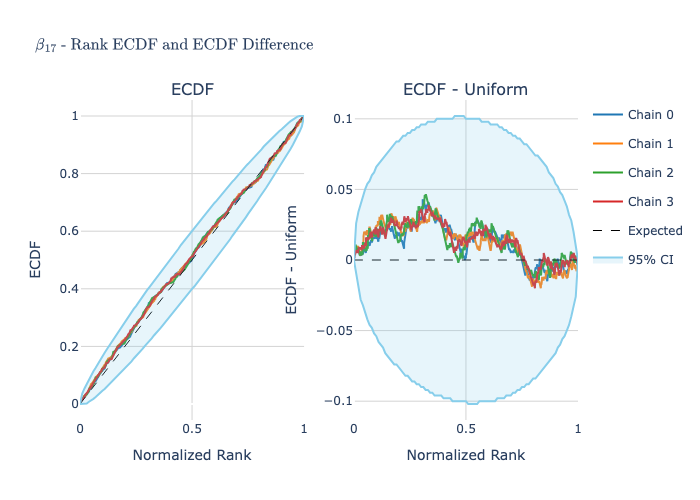 β₁₇ - Rank ECDF and ECDF Difference
ECDF
ECDF - Uniform
1
0.8
0.6
0.4
0.2
0
ECDF
0
0.5
1
Normalized Rank
0.1
0.05
0
−0.05
−0.1
ECDF - Uniform
0
0.5
1
Normalized Rank
Chain 0
Chain 1
Chain 2
Chain 3
Expected
95% CI